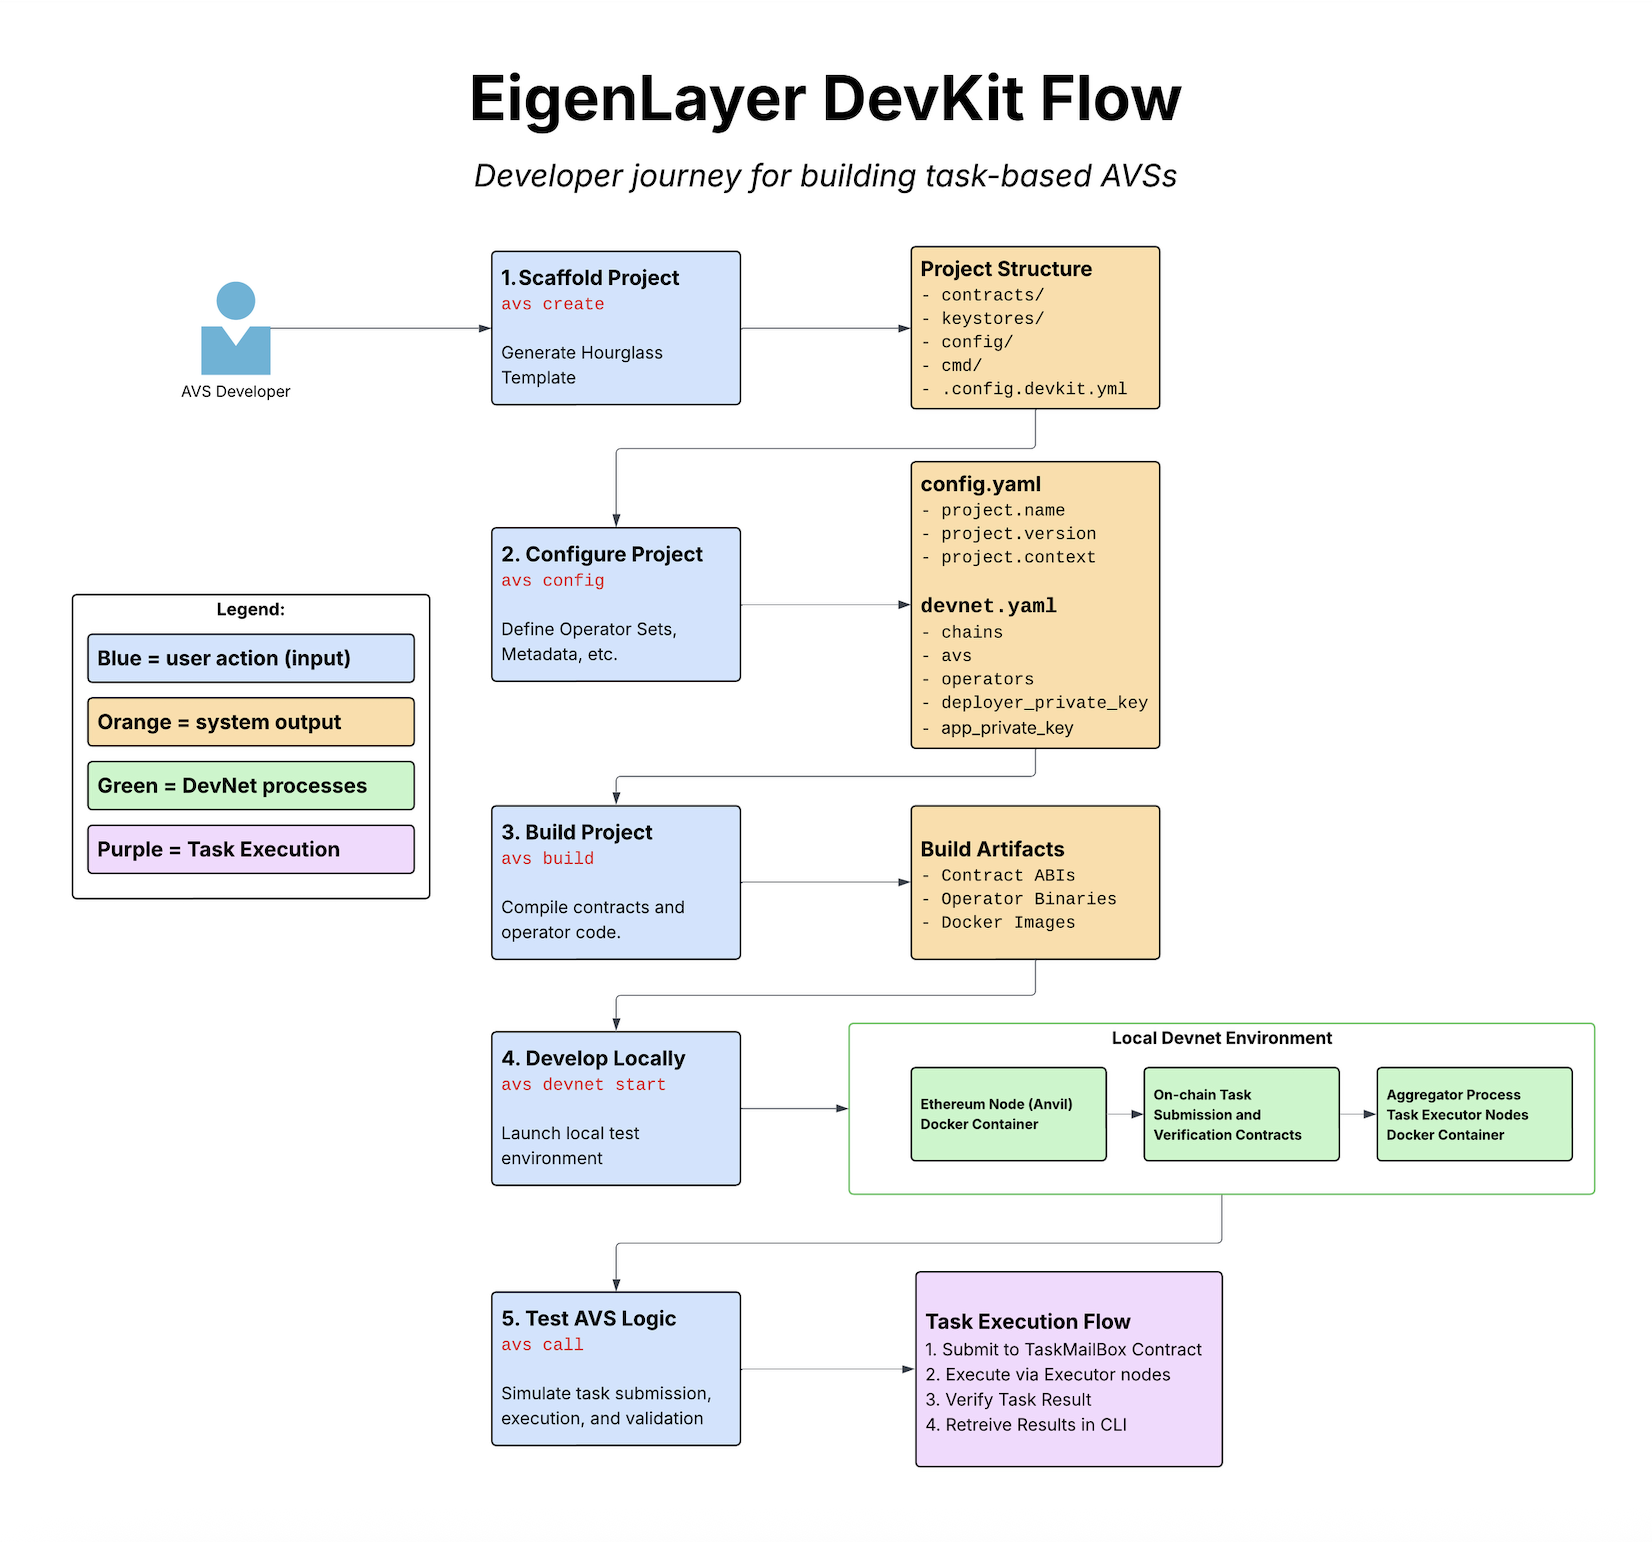 EigenLayer DevKit Flow
Developer journey for building task-based AVSs
AVS Developer
1. Scaffold Project
avs create
Generate Hourglass
Template
Project Structure
- contracts/
- keystores/
- config/
- cmd/
- .config.devkit.yml
2. Configure Project
avs config
Define Operator Sets,
Metadata, etc.
config.yaml
- project.name
- project.version
- project.context
devnet.yaml
- chains
- avs
- operators
- deployer_private_key
- app_private_key
Legend:
Blue = user action (input)
Orange = system output
Green = DevNet processes
Purple = Task Execution
3. Build Project
avs build
Compile contracts and
operator code.
Build Artifacts
- Contract ABIs
- Operator Binaries
- Docker Images
4. Develop Locally
avs devnet start
Launch local test
environment
Local Devnet Environment
Ethereum Node (Anvil)
Docker Container
On-chain Task
Submission and
Verification Contracts
Aggregator Process
Task Executor Nodes
Docker Container
5. Test AVS Logic
avs call
Simulate task submission,
execution, and validation
Task Execution Flow
1. Submit to TaskMailBox Contract
2. Execute via Executor nodes
3. Verify Task Result
4. Retreive Results in CLI